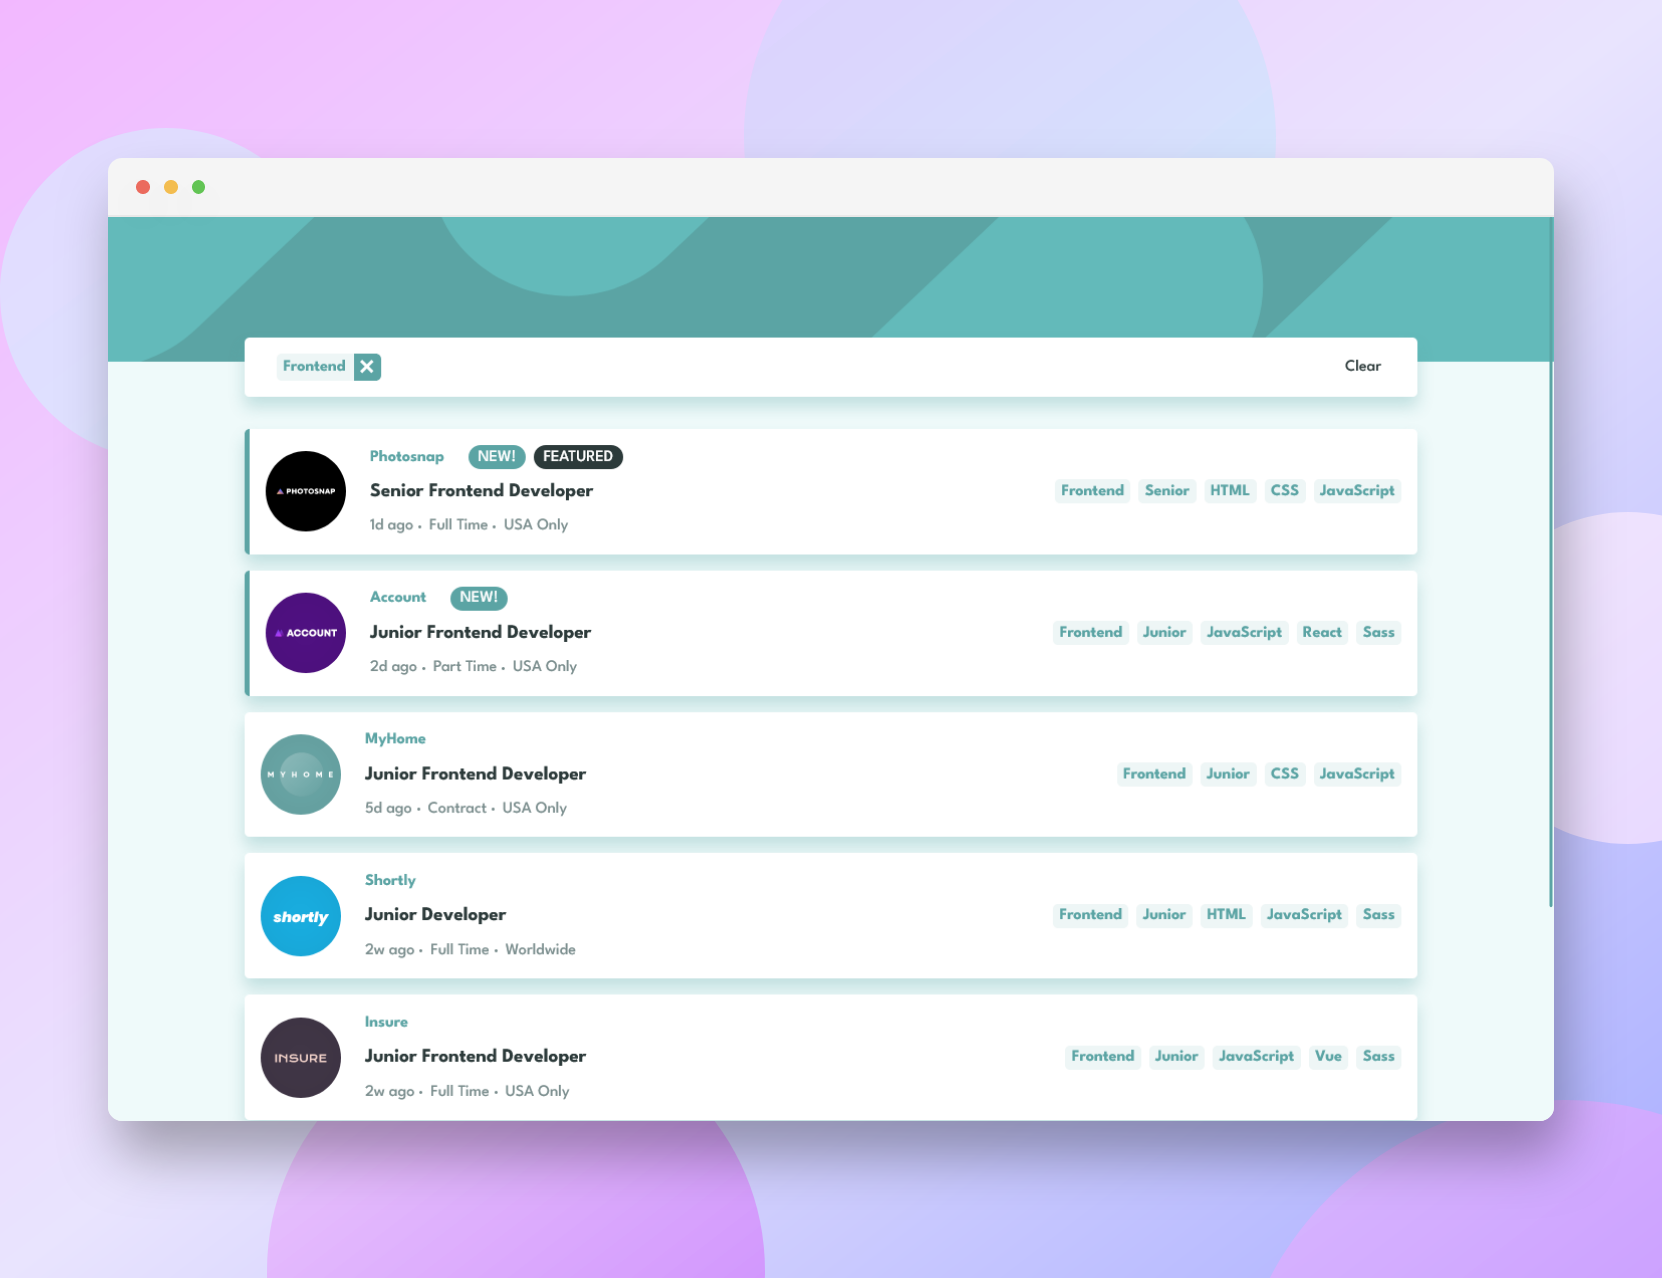 Frontend Clear
Photosnap NEW! FEATURED
PHOTOSNAP
Senior Frontend Developer
Frontend Senior HTML CSS JavaScript
1d ago • Full Time • USA Only
Account NEW!
ACCOUNT
Junior Frontend Developer
Frontend Junior JavaScript React Sass
2d ago • Part Time • USA Only
MyHome
MYHOME
Junior Frontend Developer
Frontend Junior CSS JavaScript
5d ago • Contract • USA Only
Shortly
shortly
Junior Developer
Frontend Junior HTML JavaScript Sass
2w ago • Full Time • Worldwide
Insure
INSURE
Junior Frontend Developer
Frontend Junior JavaScript Vue Sass
2w ago • Full Time • USA Only